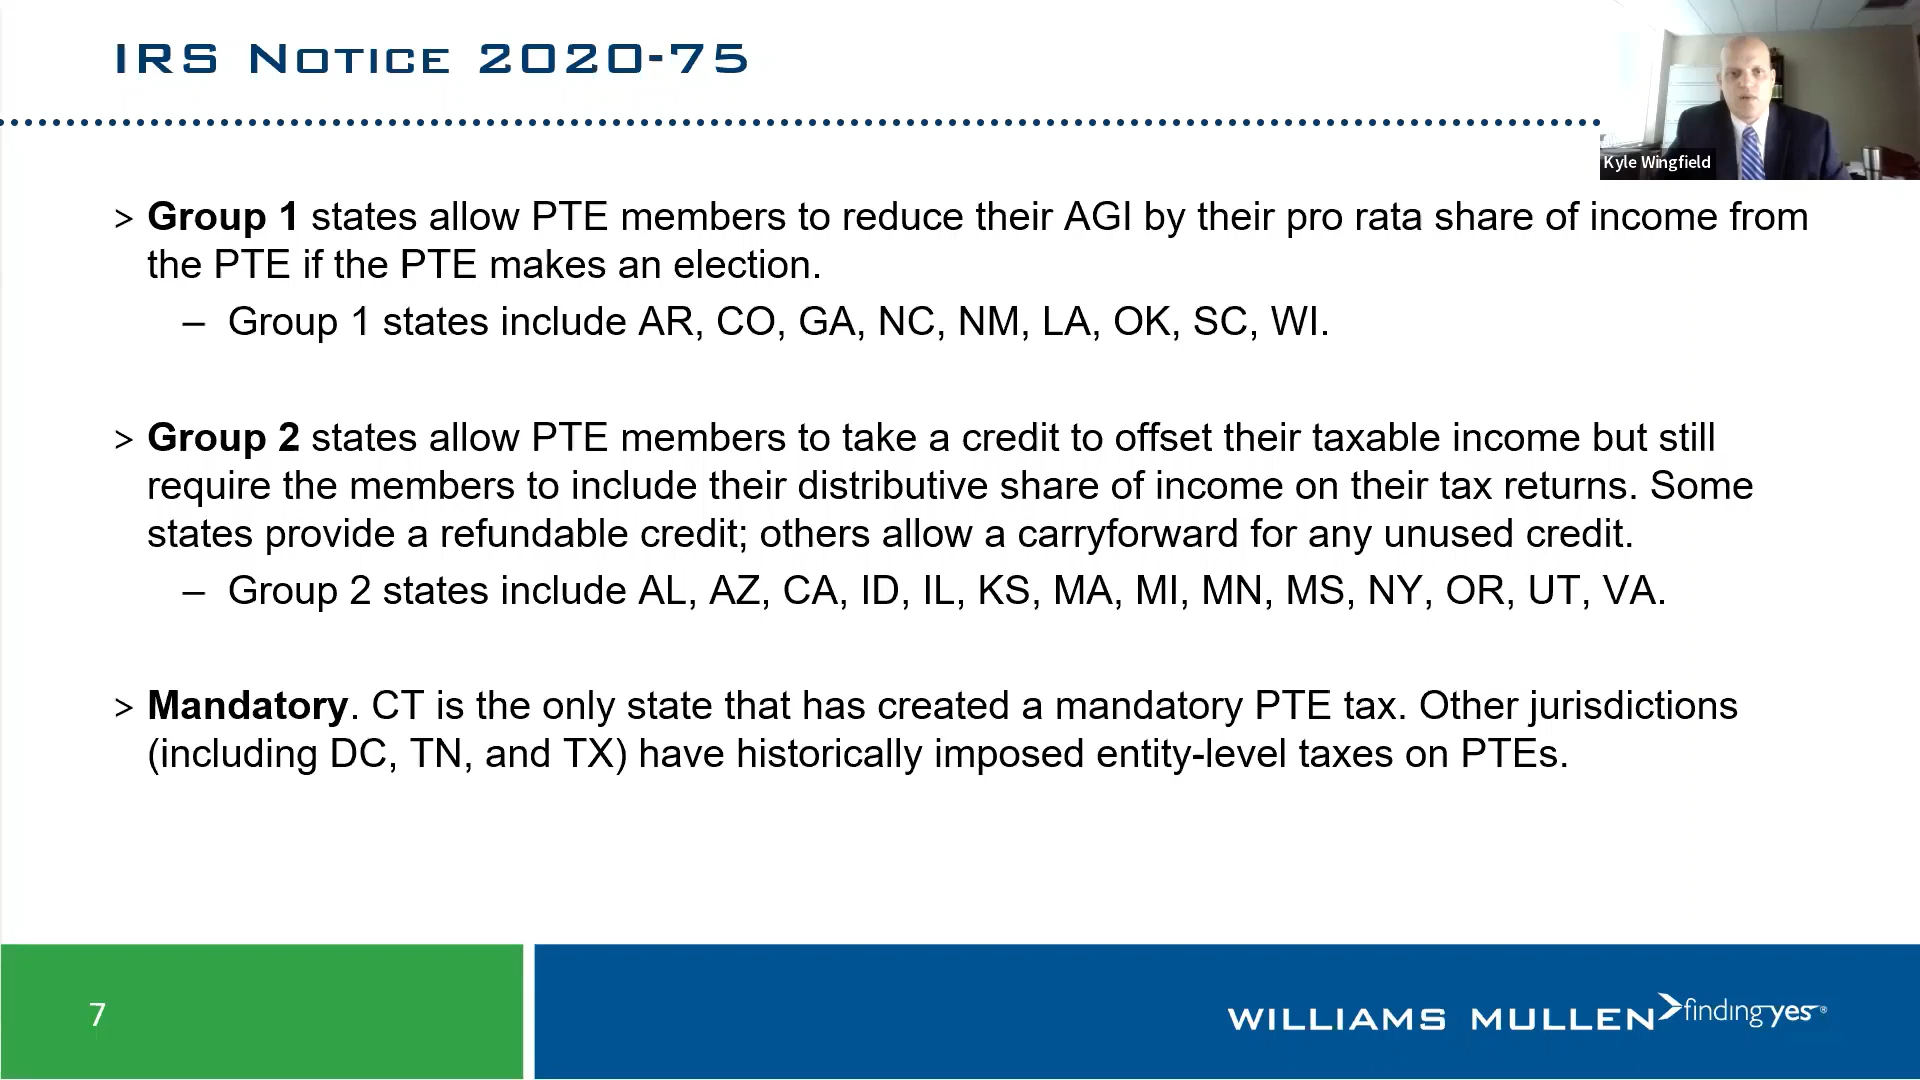 IRS NOTICE 2020-75
Kyle Wingfield
> Group 1 states allow PTE members to reduce their AGI by their pro rata share of income from
the PTE if the PTE makes an election.
– Group 1 states include AR, CO, GA, NC, NM, LA, OK, SC, WI.
> Group 2 states allow PTE members to take a credit to offset their taxable income but still
require the members to include their distributive share of income on their tax returns. Some
states provide a refundable credit; others allow a carryforward for any unused credit.
– Group 2 states include AL, AZ, CA, ID, IL, KS, MA, MI, MN, MS, NY, OR, UT, VA.
> Mandatory. CT is the only state that has created a mandatory PTE tax. Other jurisdictions
(including DC, TN, and TX) have historically imposed entity-level taxes on PTEs.
7
WILLIAMS MULLEN finding yes®